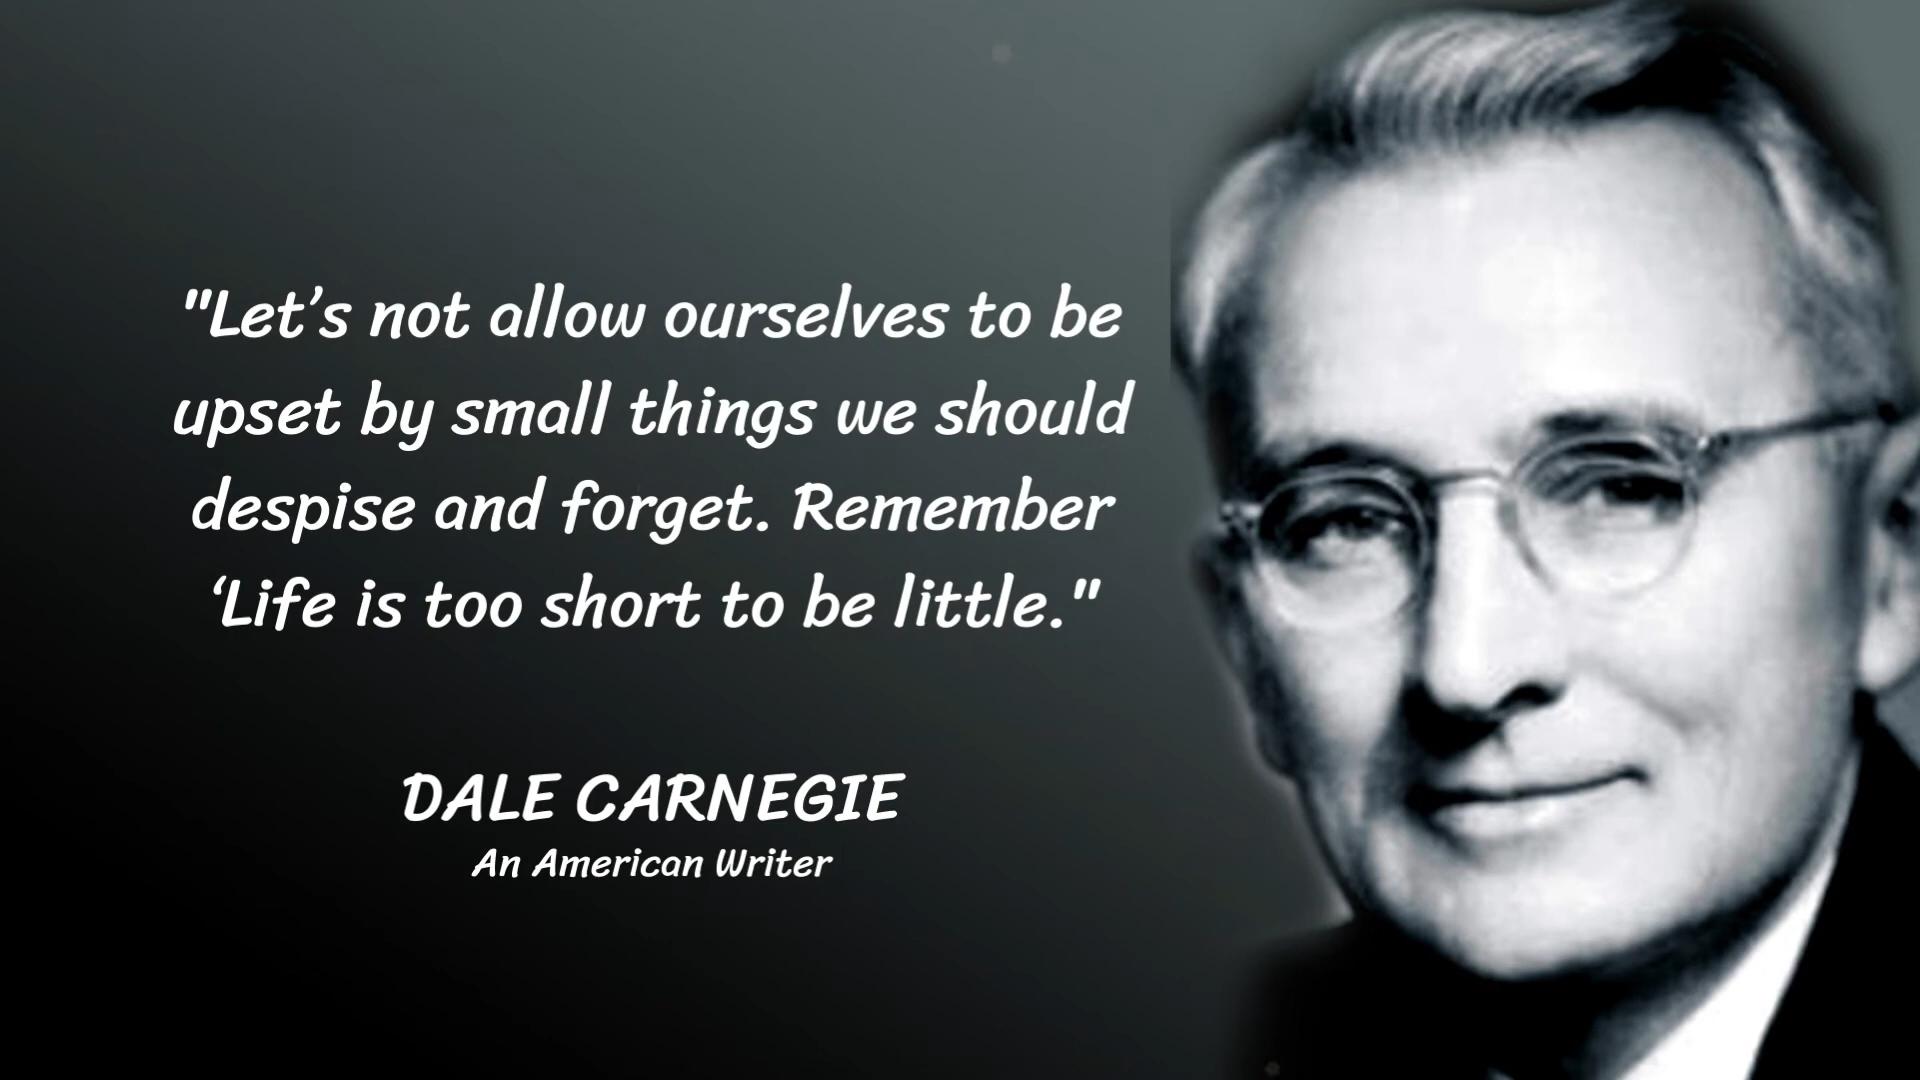 "Let’s not allow ourselves to be
upset by small things we should
despise and forget. Remember
‘Life is too short to be little."
DALE CARNEGIE
An American Writer